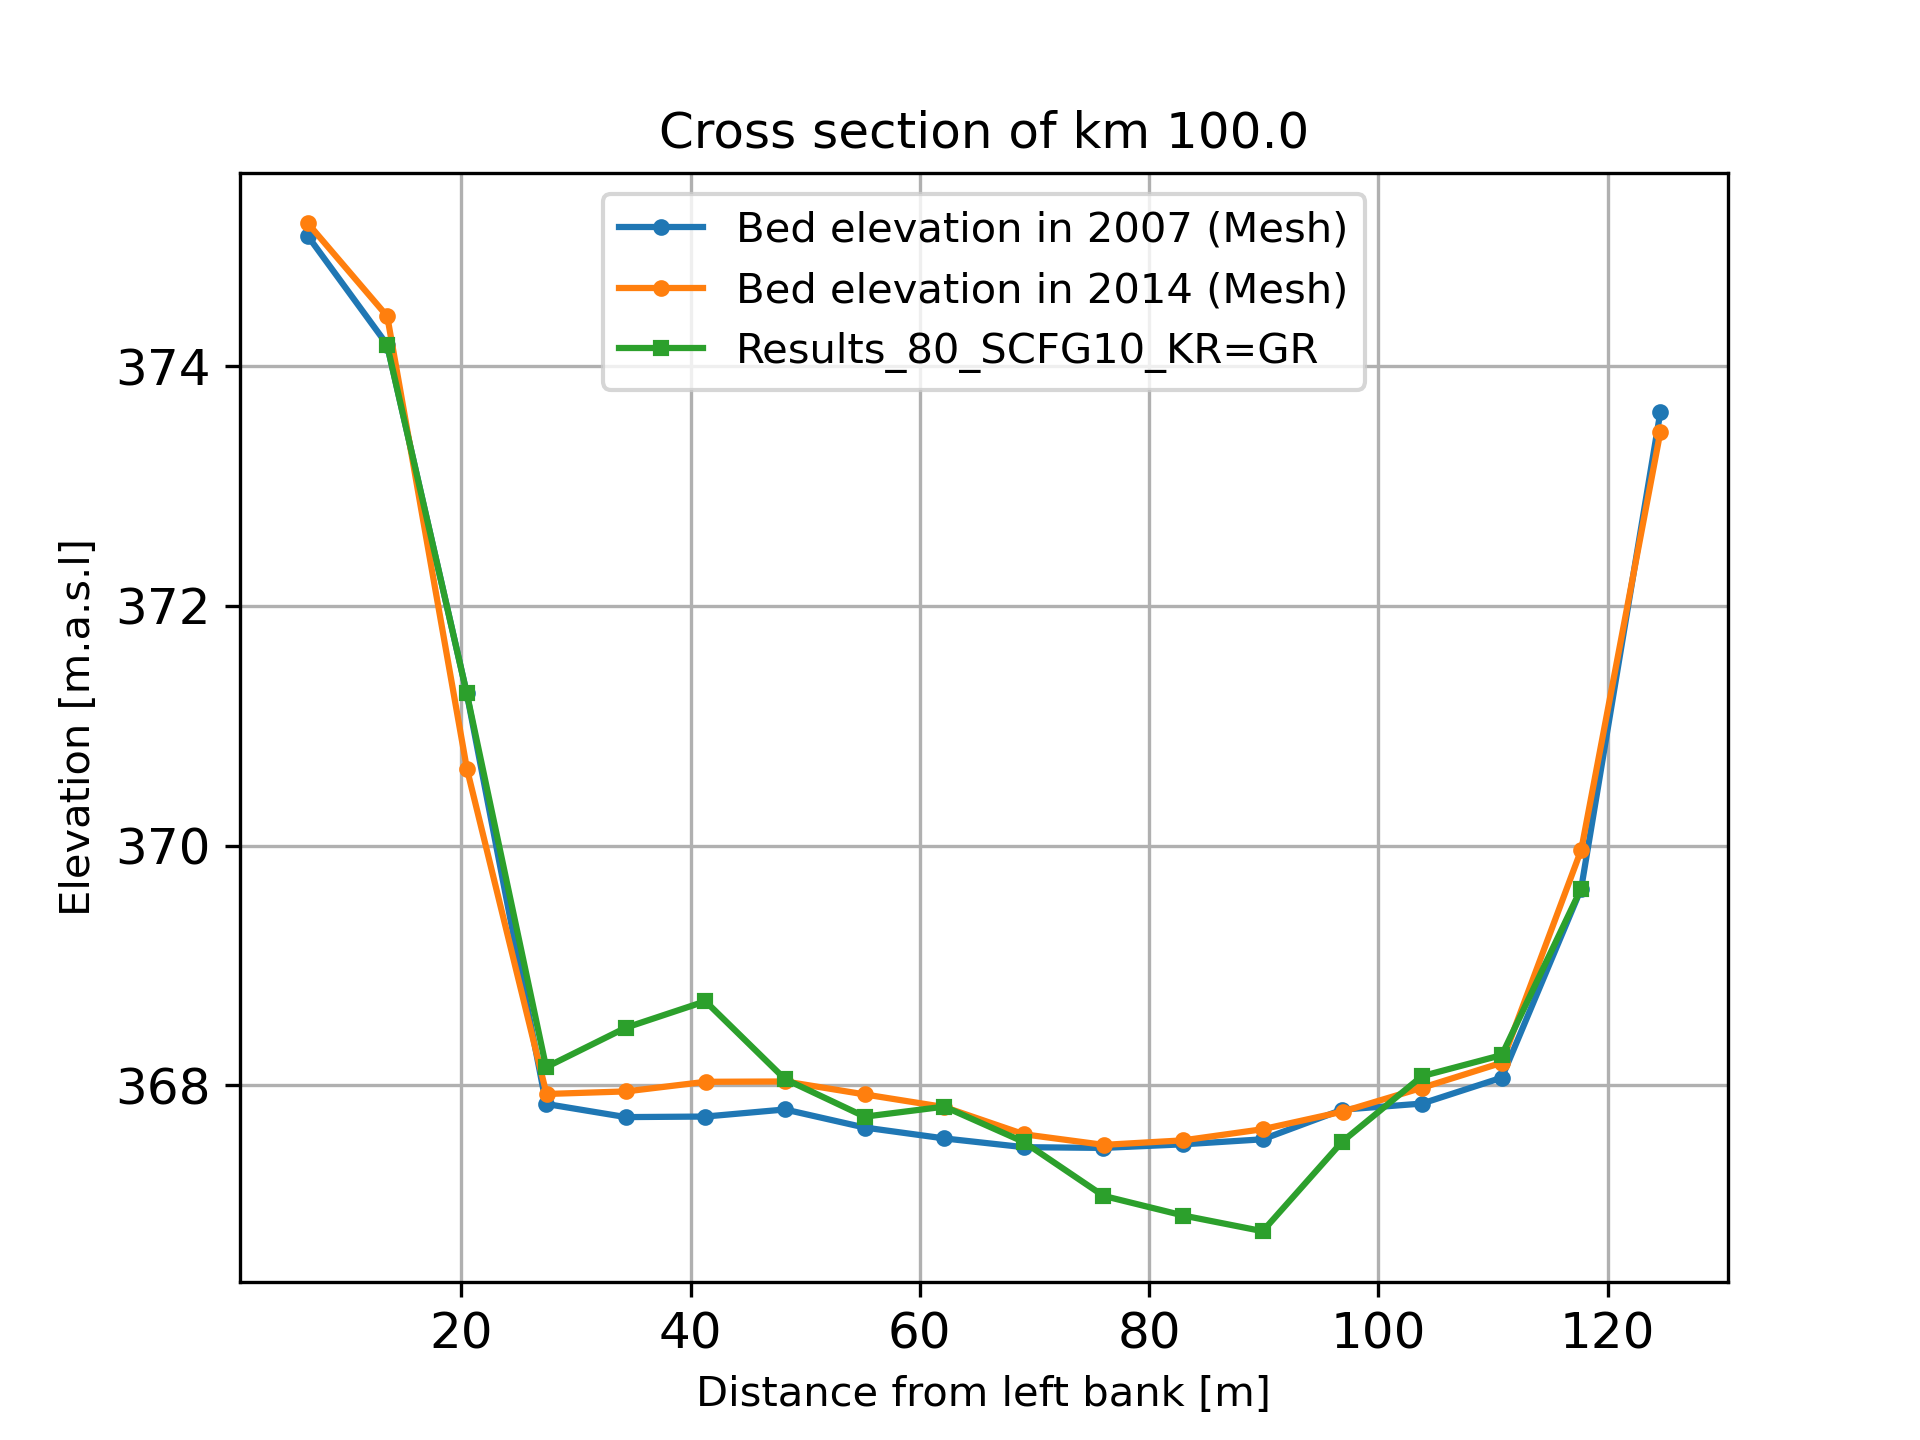 Cross section of km 100.0
Bed elevation in 2007 (Mesh)
Bed elevation in 2014 (Mesh)
Results_80_SCFG10_KR=GR
Elevation [m.a.s.l]
374
372
370
368
20 40 60 80 100 120
Distance from left bank [m]